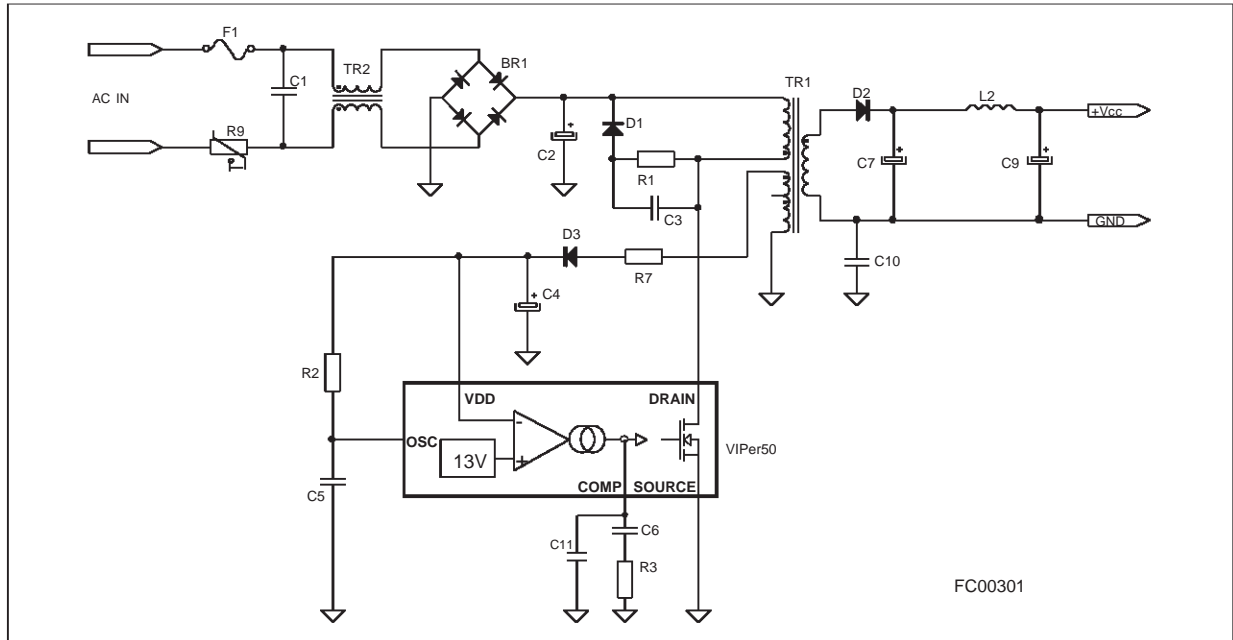 F1
BR1
TR2
C1
AC IN
R9
T°
TR1
D2
L2
+Vcc
D1
C2
R1
C7
C9
C3
GND
D3
R7
C10
C4
R2
VDD
DRAIN
OSC
-
13V
+
VIPer50
COMP
SOURCE
C5
C6
C11
R3
FC00301
+
+
+
+